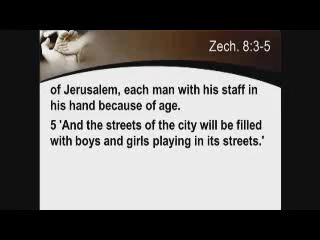 Zech. 8:3-5
of Jerusalem, each man with his staff in
his hand because of age.
5 'And the streets of the city will be filled
with boys and girls playing in its streets.'